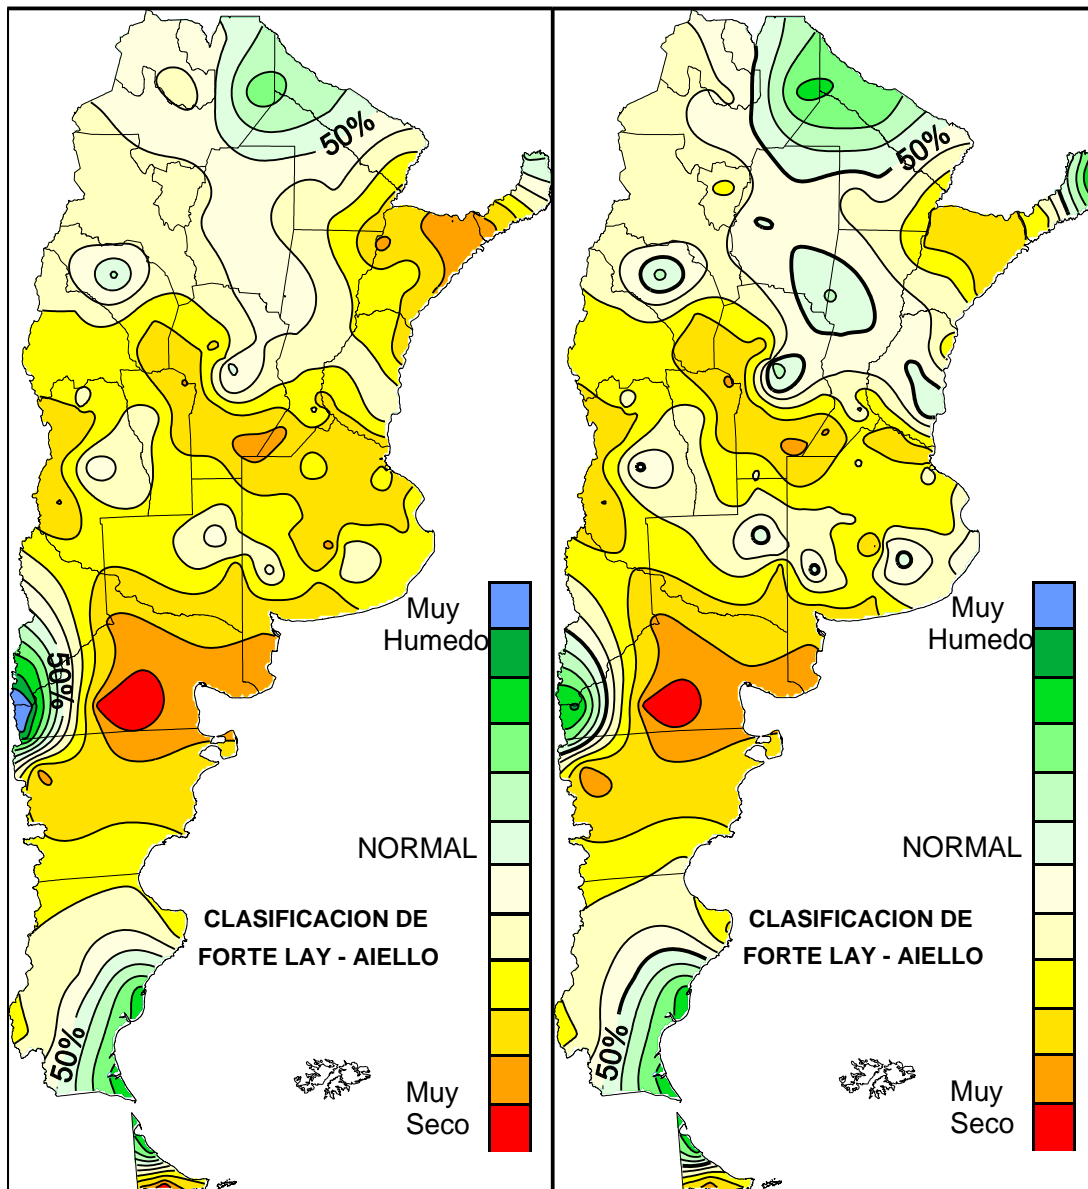 50%
50%
Muy
Humedo
50%
NORMAL
CLASIFICACION DE
FORTE LAY - AIELLO
50%
Muy
Seco
50%
Muy
Humedo
NORMAL
CLASIFICACION DE
FORTE LAY - AIELLO
50%
Muy
Seco